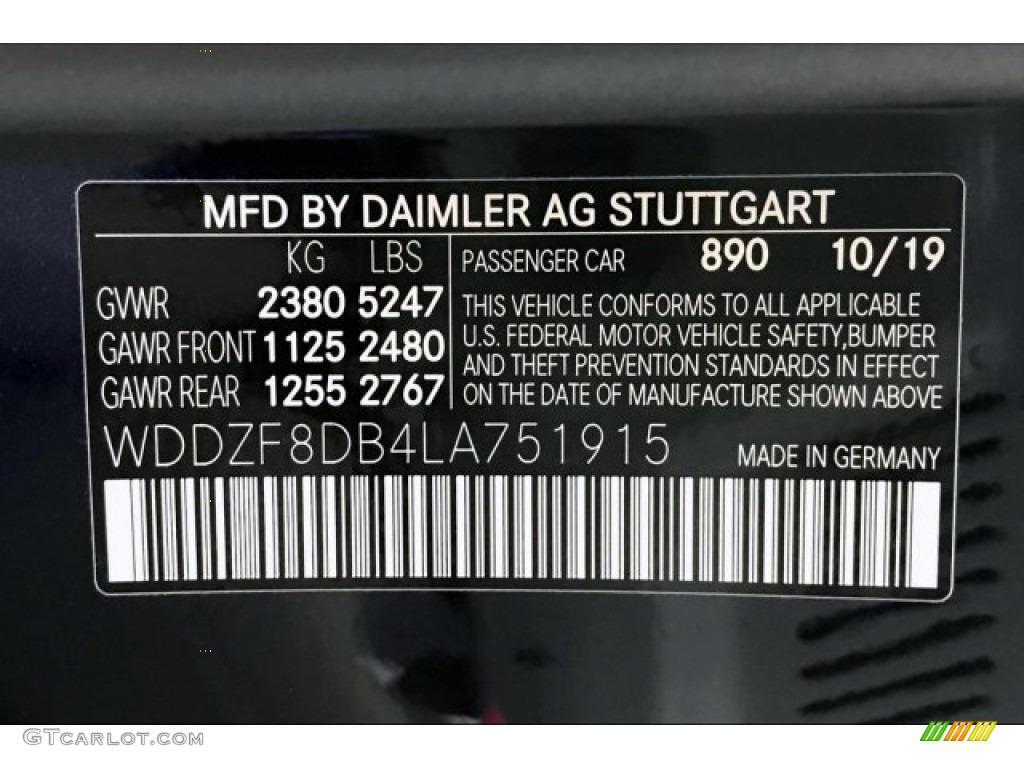 MFD BY DAIMLER AG STUTTGART
KG LBS
GVWR 2380 5247
GAWR FRONT 1125 2480
GAWR REAR 1255 2767
PASSENGER CAR 890 10/19
THIS VEHICLE CONFORMS TO ALL APPLICABLE
U.S. FEDERAL MOTOR VEHICLE SAFETY,BUMPER
AND THEFT PREVENTION STANDARDS IN EFFECT
ON THE DATE OF MANUFACTURE SHOWN ABOVE
WDDZF8DB4LA751915
MADE IN GERMANY
GTCARLOT.COM